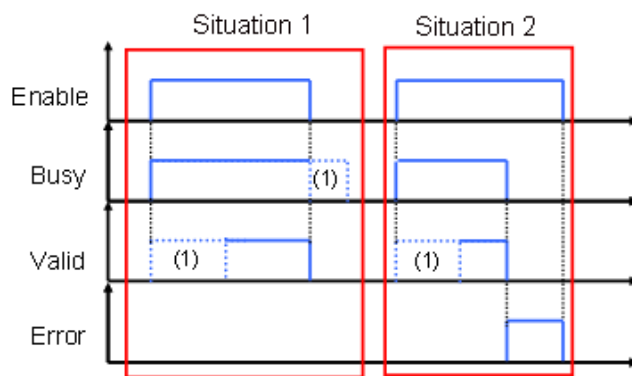 Situation 1
Situation 2
Enable
Busy
(1)
Valid
(1)
(1)
Error